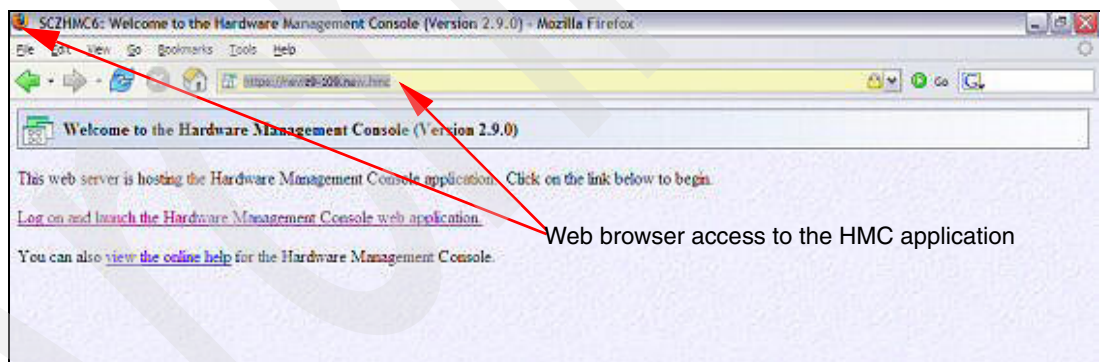 SCZHMC6: Welcome to the Hardware Management Console (Version 2.9.0) - Mozilla Firefox
File Edit View Go Bookmarks Tools Help
Go
Welcome to the Hardware Management Console (Version 2.9.0)
This web server is hosting the Hardware Management Console application. Click on the link below to begin.
Log on and launch the Hardware Management Console web application.
Web browser access to the HMC application
You can also view the online help for the Hardware Management Console.